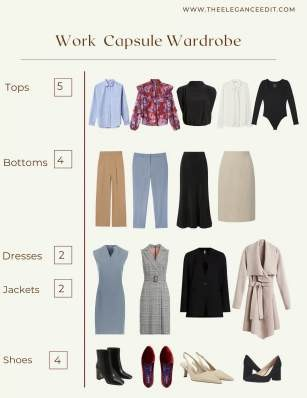 WWW.THEELEGANCEEDIT.COM
Work Capsule Wardrobe
Tops 5
Bottoms 4
Dresses 2
Jackets 2
Shoes 4